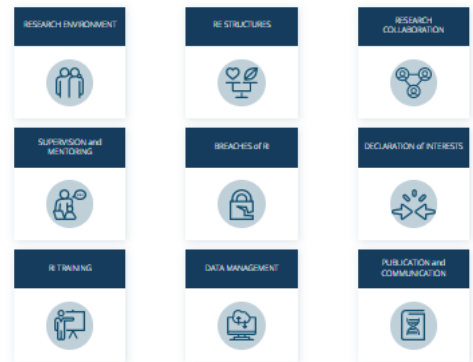 RESEARCH ENVIRONMENT
RE STRUCTURES
RESEARCH
COLLABORATION
SUPERVISION and
MENTORING
BREACHES of RI
DECLARATION of INTERESTS
RI TRAINING
DATA MANAGEMENT
PUBLICATION and
COMMUNICATION